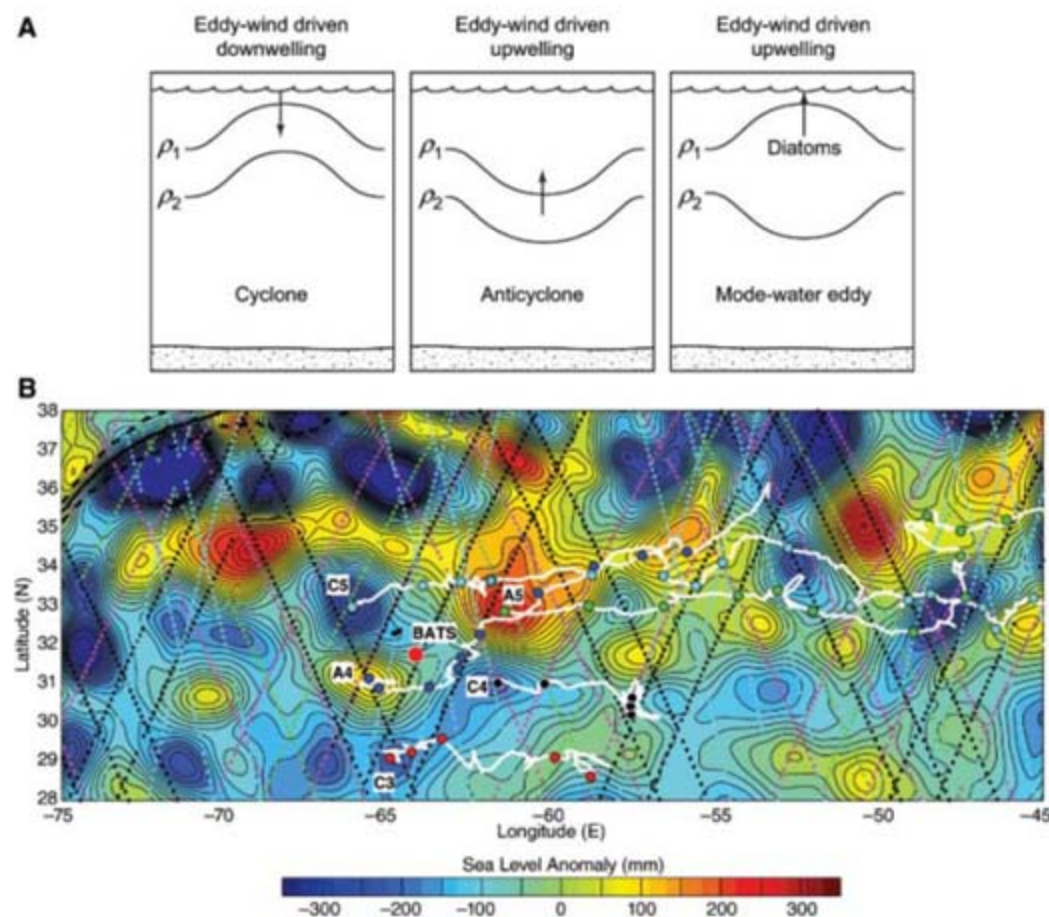 A
Eddy-wind driven
downwelling
Eddy-wind driven
upwelling
Eddy-wind driven
upwelling
ρ1
ρ2
Cyclone
ρ1
ρ2
Anticyclone
ρ1
Diatoms
ρ2
Mode-water eddy
B
38
37
36
35
34
33
32
31
30
29
28
Latitude (N)
C5
A5
BATS
A4
C4
C3
−75 −70 −65 −60 −55 −50 −45
Longitude (E)
Sea Level Anomaly (mm)
−300 −200 −100 0 100 200 300